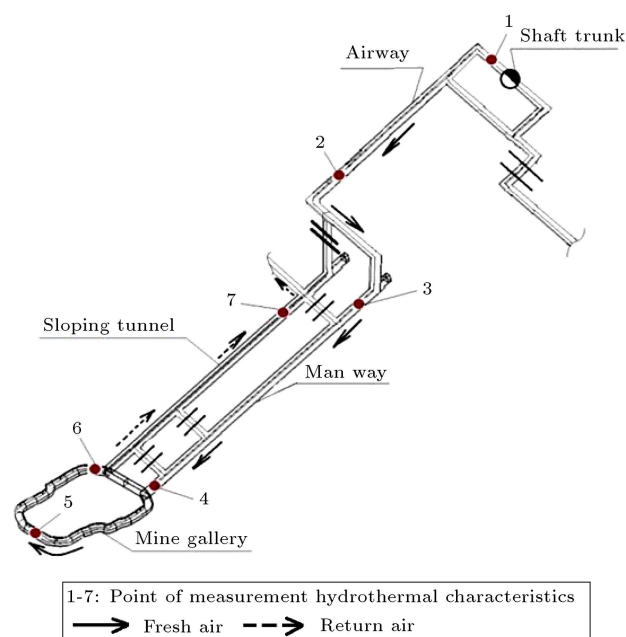 1
Shaft trunk
Airway
2
3
7
Sloping tunnel
Man way
6
5
4
Mine gallery
1-7: Point of measurement hydrothermal characteristics
Fresh air Return air